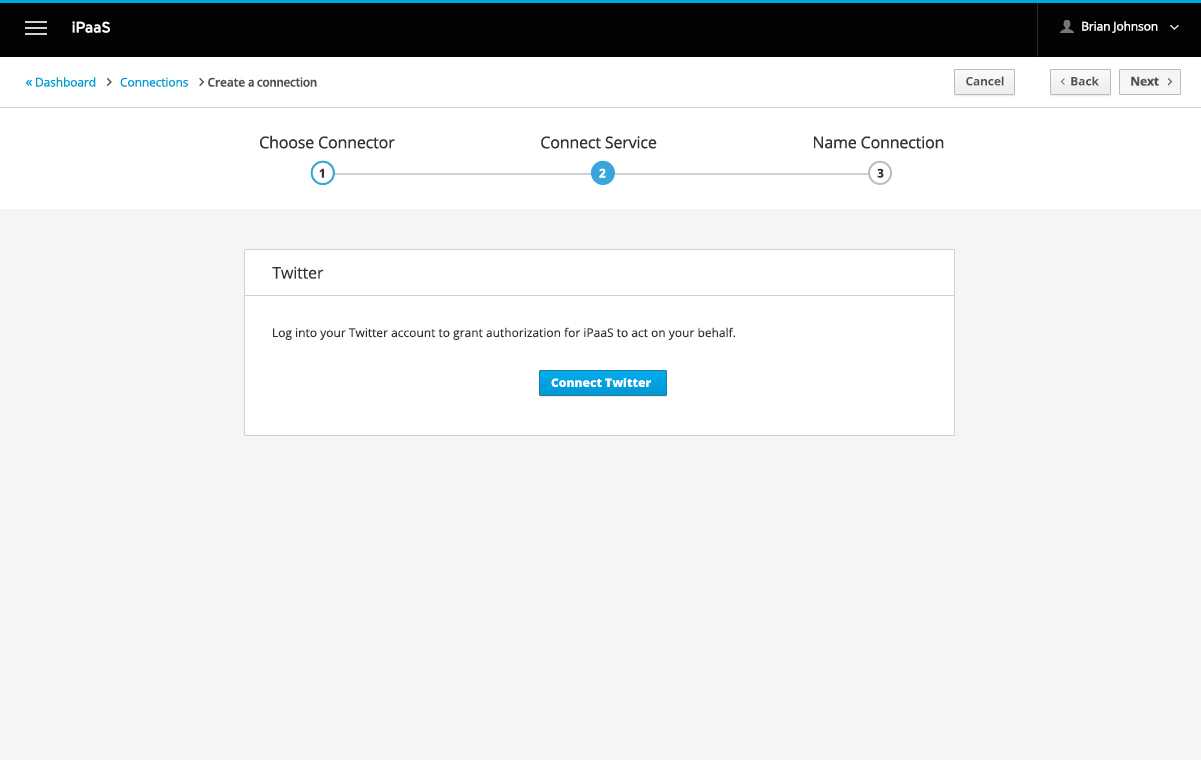 iPaaS
Brian Johnson
« Dashboard > Connections > Create a connection
Cancel
< Back
Next >
Choose Connector
Connect Service
Name Connection
1
2
3
Twitter
Log into your Twitter account to grant authorization for iPaaS to act on your behalf.
Connect Twitter